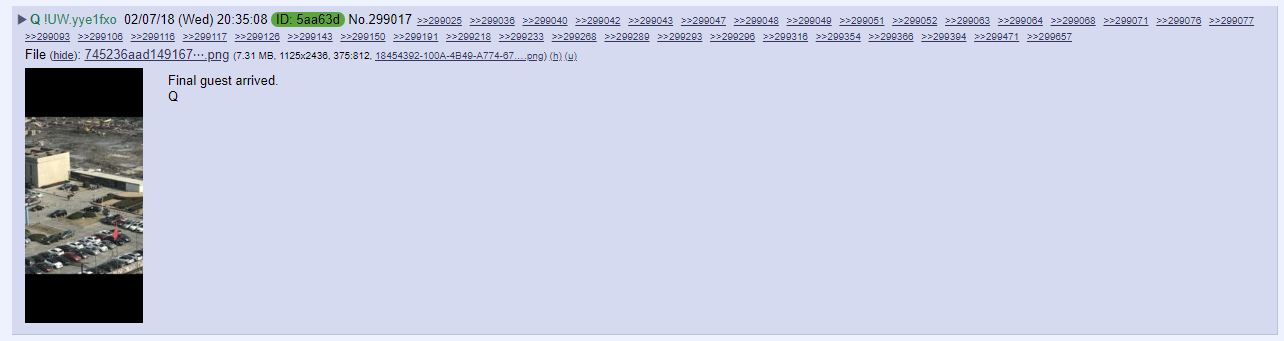 ▶ Q !UW.yye1fxo 02/07/18 (Wed) 20:35:08 ID: 5aa63d No.299017 >>299025 >>299036 >>299040 >>299042 >>299043 >>299047 >>299048 >>299049 >>299051 >>299052 >>299063 >>299064 >>299068 >>299071 >>299076 >>299077
>>299093 >>299106 >>299116 >>299117 >>299126 >>299143 >>299150 >>299191 >>299218 >>299233 >>299268 >>299289 >>299293 >>299296 >>299316 >>299354 >>299366 >>299394 >>299471 >>299657
File (hide): 745236aad149167⋯.png (7.31 MB, 1125x2436, 375:812, 18454392-100A-4B49-A774-67….png) (h) (u)
Final guest arrived.
Q